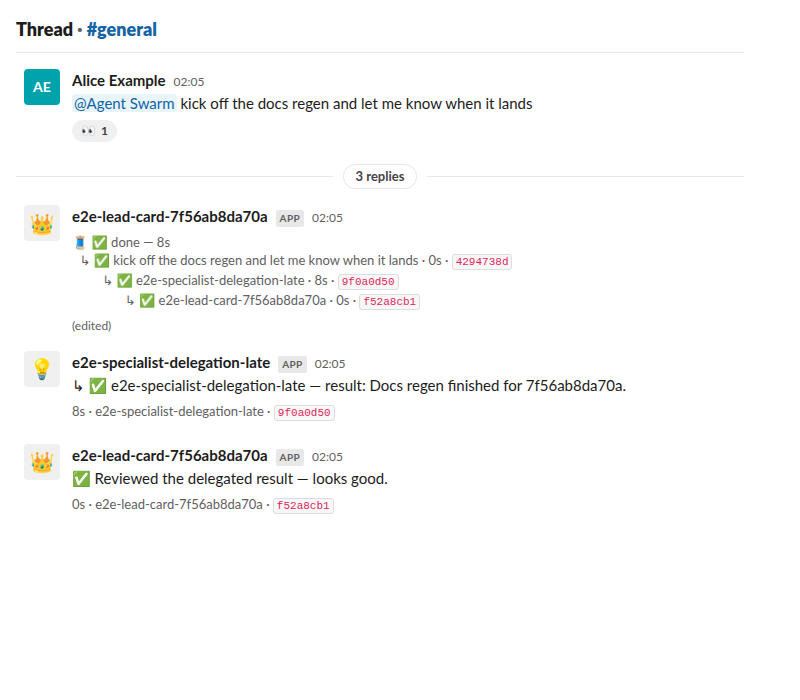 Thread • #general
AE
Alice Example 02:05
@Agent Swarm kick off the docs regen and let me know when it lands
👀 1
3 replies
e2e-lead-card-7f56ab8da70a APP 02:05
🧵 ✅ done — 8s
↳ ✅ kick off the docs regen and let me know when it lands · 0s · 4294738d
↳ ✅ e2e-specialist-delegation-late · 8s · 9f0a0d50
↳ ✅ e2e-lead-card-7f56ab8da70a · 0s · f52a8cb1
(edited)
e2e-specialist-delegation-late APP 02:05
↳ ✅ e2e-specialist-delegation-late — result: Docs regen finished for 7f56ab8da70a.
8s · e2e-specialist-delegation-late · 9f0a0d50
e2e-lead-card-7f56ab8da70a APP 02:05
✅ Reviewed the delegated result — looks good.
0s · e2e-lead-card-7f56ab8da70a · f52a8cb1